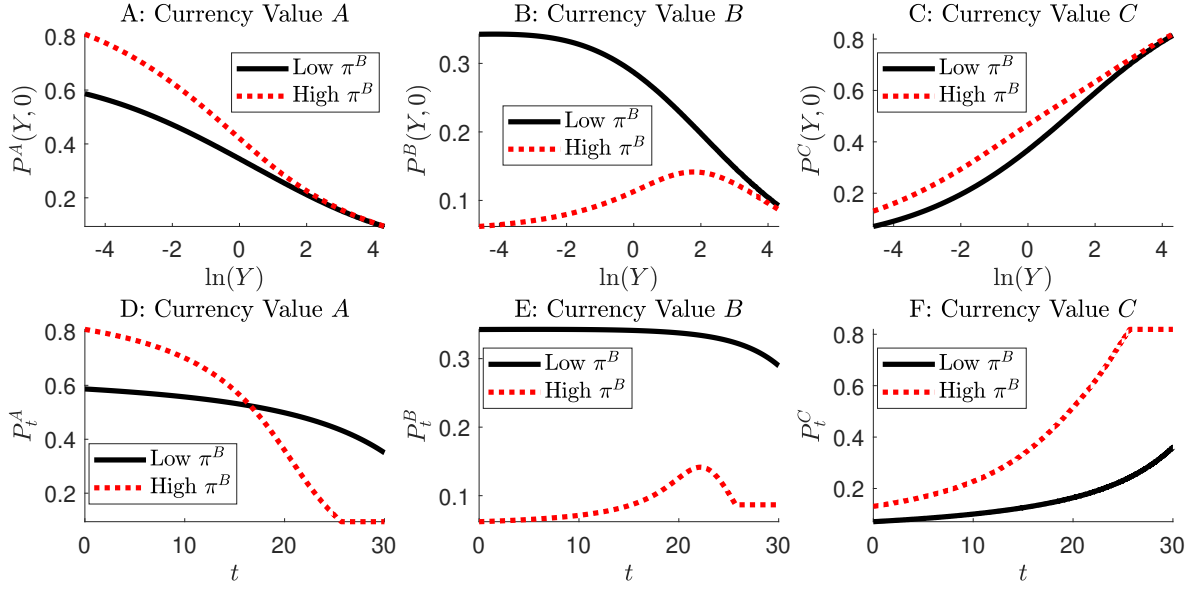 A: Currency Value A
B: Currency Value B
C: Currency Value C
P^A(Y, 0)
0.8
0.6
0.4
0.2
Low π^B
High π^B
-4 -2 0 2 4
ln(Y)
P^B(Y, 0)
0.3
0.2
0.1
Low π^B
High π^B
-4 -2 0 2 4
ln(Y)
P^C(Y, 0)
0.8
0.6
0.4
0.2
Low π^B
High π^B
-4 -2 0 2 4
ln(Y)
D: Currency Value A
E: Currency Value B
F: Currency Value C
P_t^A
0.8
0.6
0.4
0.2
Low π^B
High π^B
0 10 20 30
t
P_t^B
0.3
0.2
0.1
Low π^B
High π^B
0 10 20 30
t
P_t^C
0.8
0.6
0.4
0.2
Low π^B
High π^B
0 10 20 30
t